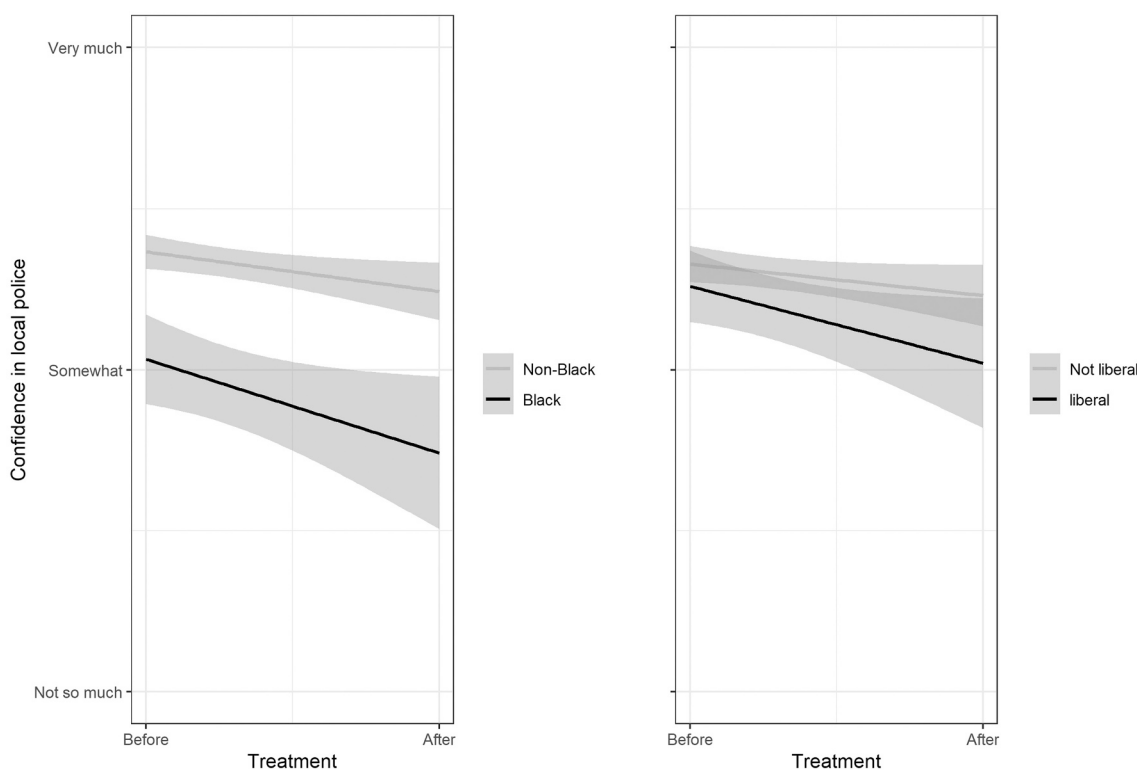 Very much
Somewhat
Not so much
Confidence in local police
Before
After
Treatment
Non-Black
Black
Before
After
Treatment
Not liberal
liberal